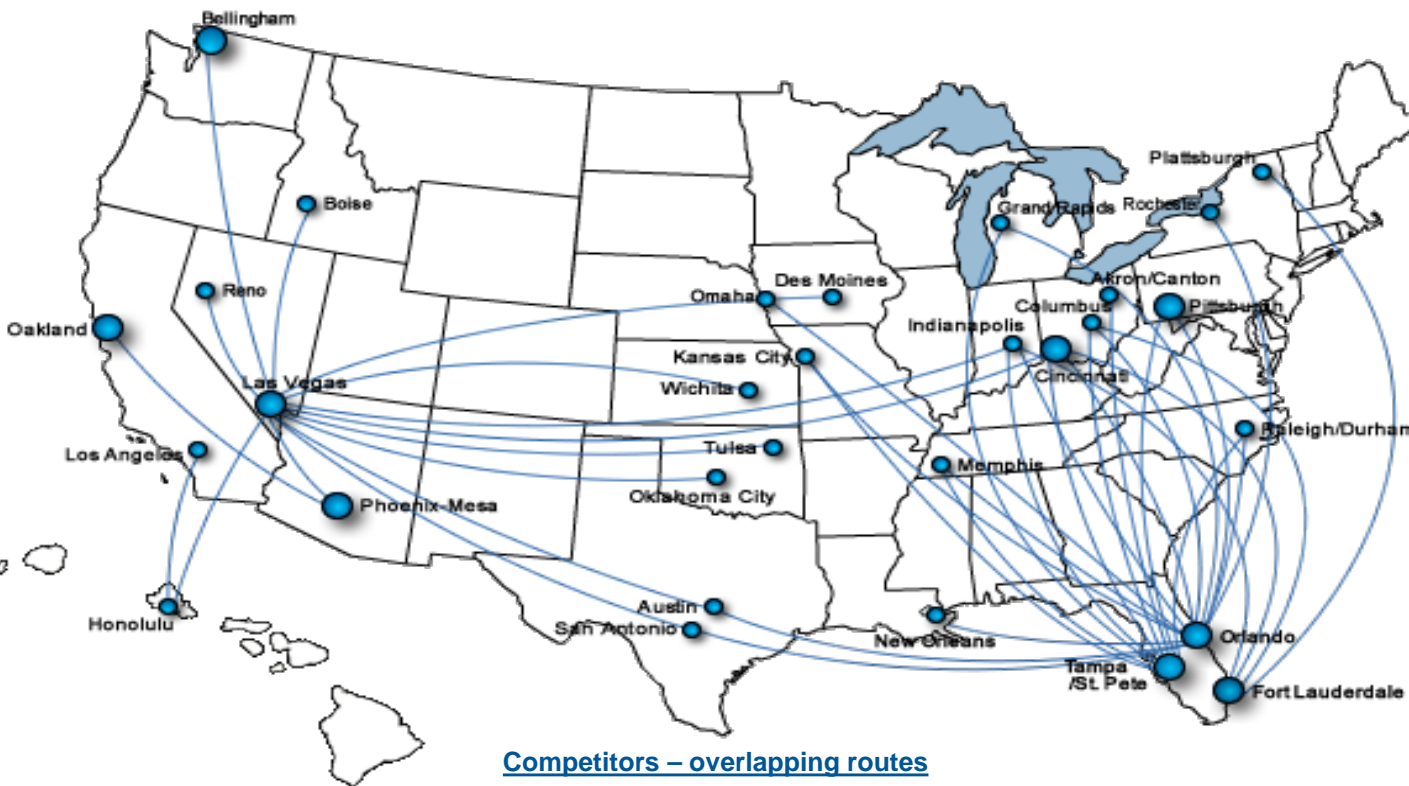 Bellingham
Plattsburgh
Boise
Grand Rapids
Rochester
Akron/Canton
Reno
Des Moines
Omaha
Columbus
Pittsburgh
Oakland
Indianapolis
Kansas City
Las Vegas
Wichita
Cincinnati
Raleigh/Durham
Los Angeles
Tulsa
Memphis
Oklahoma City
Phoenix-Mesa
Austin
Honolulu
San Antonio
New Orleans
Orlando
Tampa
/St. Pete
Fort Lauderdale
Competitors – overlapping routes